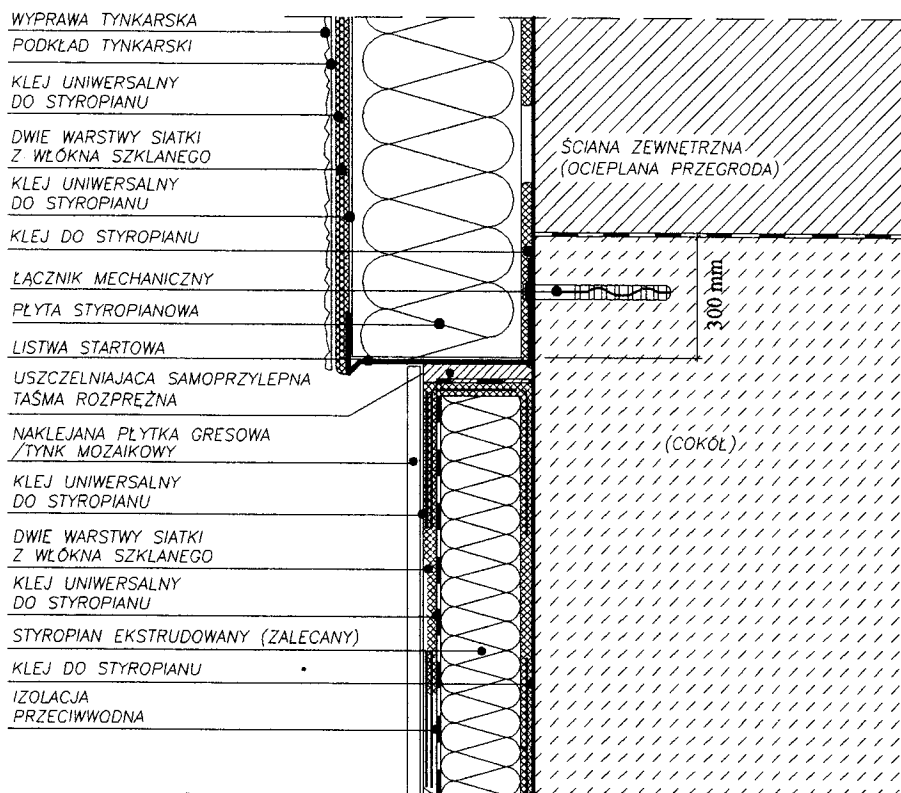 WYPRAWA TYNKARSKA
PODKŁAD TYNKARSKI
KLEJ UNIWERSALNY
DO STYROPIANU
DWIE WARSTWY SIATKI
Z WŁÓKNA SZKLANEGO
KLEJ UNIWERSALNY
DO STYROPIANU
KLEJ DO STYROPIANU
ŁĄCZNIK MECHANICZNY
PŁYTA STYROPIANOWA
LISTWA STARTOWA
USZCZELNIAJACA SAMOPRZYLEPNA
TAŚMA ROZPRĘŻNA
NAKLEJANA PŁYTKA GRESOWA
/TYNK MOZAIKOWY
KLEJ UNIWERSALNY
DO STYROPIANU
DWIE WARSTWY SIATKI
Z WŁÓKNA SZKLANEGO
KLEJ UNIWERSALNY
DO STYROPIANU
STYROPIAN EKSTRUDOWANY (ZALECANY)
KLEJ DO STYROPIANU
IZOLACJA
PRZECIWWODNA
ŚCIANA ZEWNĘTRZNA
(OCIEPLANA PRZEGRODA)
300 mm
(COKÓŁ)